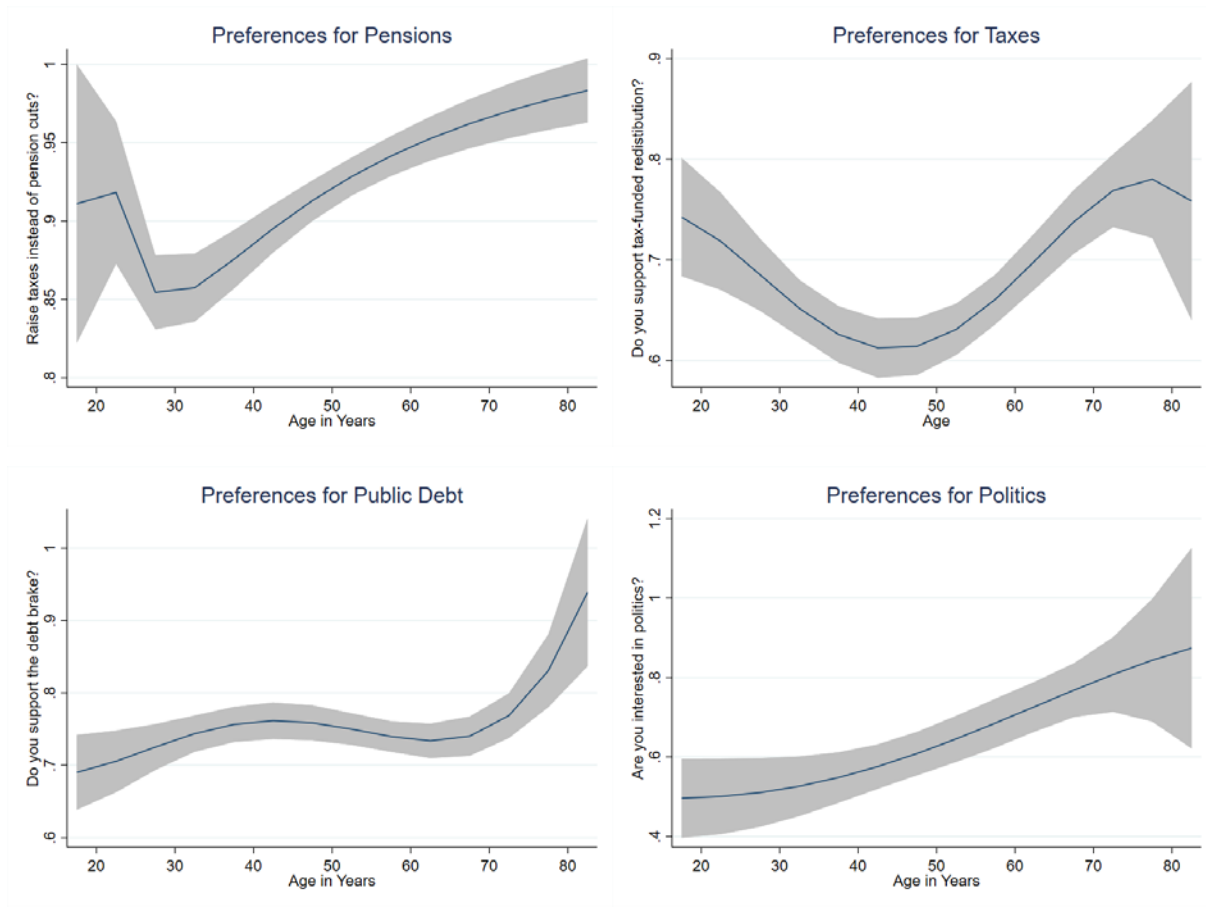 Preferences for Pensions
Raise taxes instead of pension cuts?
1
.95
.9
.85
.8
20 30 40 50 60 70 80
Age in Years
Preferences for Taxes
Do you support tax-funded redistibution?
.9
.8
.7
.6
20 30 40 50 60 70 80
Age
Preferences for Public Debt
Do you support the debt brake?
1
.9
.8
.7
.6
20 30 40 50 60 70 80
Age in Years
Preferences for Politics
Are you interested in politics?
1.2
1
.8
.6
.4
20 30 40 50 60 70 80
Age in Years